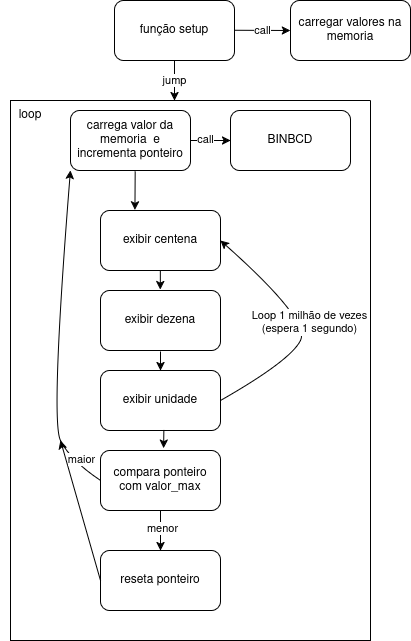 função setup
call
carregar valores na
memoria
jump
loop
carrega valor da
memoria e
incrementa ponteiro
call
BINBCD
exibir centena
Loop 1 milhão de vezes
(espera 1 segundo)
exibir dezena
exibir unidade
maior
compara ponteiro
com valor_max
menor
reseta ponteiro